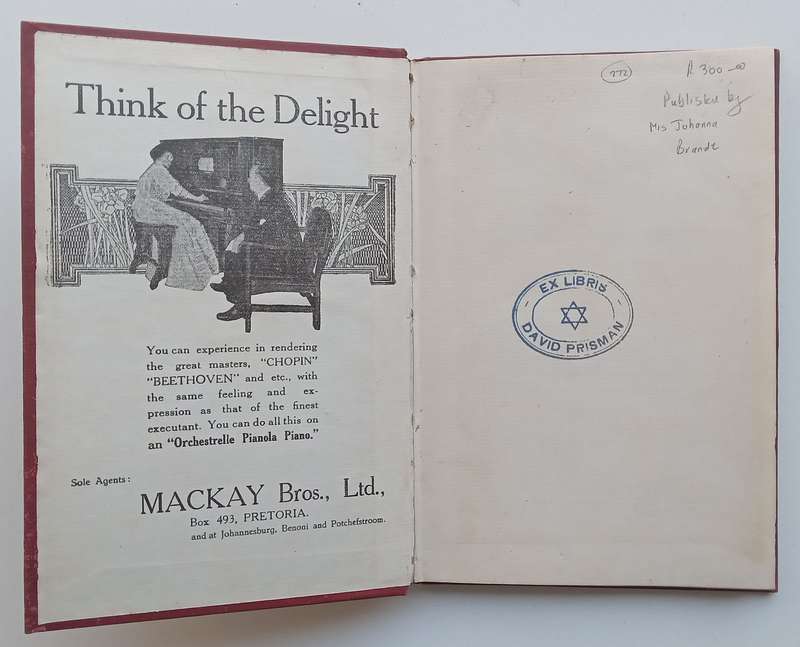 Think of the Delight
You can experience in rendering
the great masters, "CHOPIN"
"BEETHOVEN" and etc., with
the same feeling and ex-
pression as that of the finest
executant. You can do all this on
an "Orchestrelle Pianola Piano."
Sole Agents:
MACKAY Bros., Ltd.,
Box 493, PRETORIA.
and at Johannesburg, Benoni and Potchefstroom.
R 300-00
Published by
Mrs Johanna
Brandt
EX LIBRIS
DAVID PRISMAN